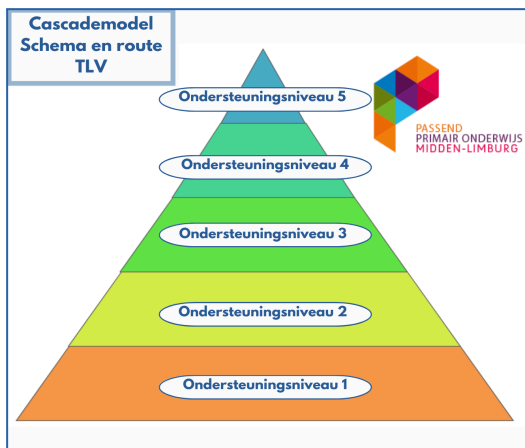 Cascademodel
Schema en route
TLV
Ondersteuningsniveau 5
PASSEND
PRIMAIR ONDERWIJS
MIDDEN-LIMBURG
Ondersteuningsniveau 4
Ondersteuningsniveau 3
Ondersteuningsniveau 2
Ondersteuningsniveau 1